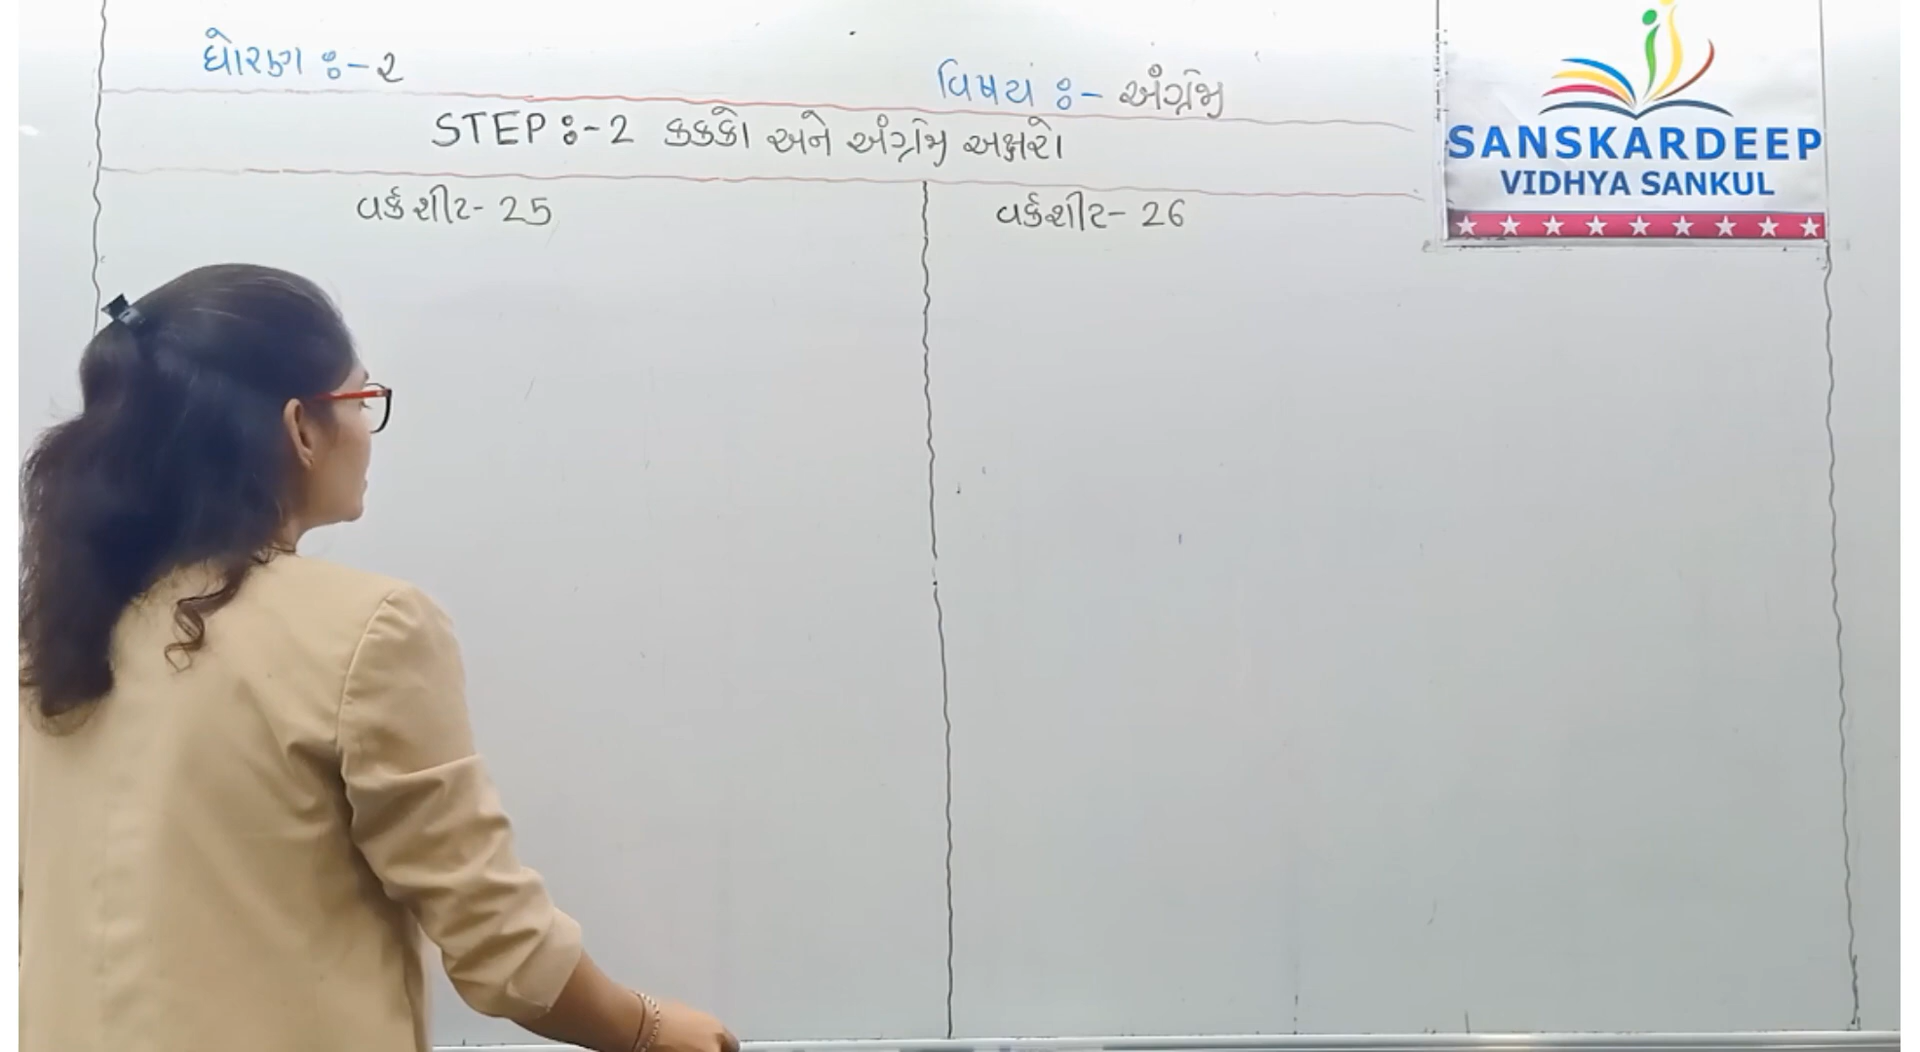 ધોરણ :- ૨
વિષય :- અંગ્રેજી
STEP :- 2 કક્કો અને અંગ્રેજી અક્ષરો
વર્કશીટ - 25
વર્કશીટ - 26
SANSKARDEEP
VIDHYA SANKUL